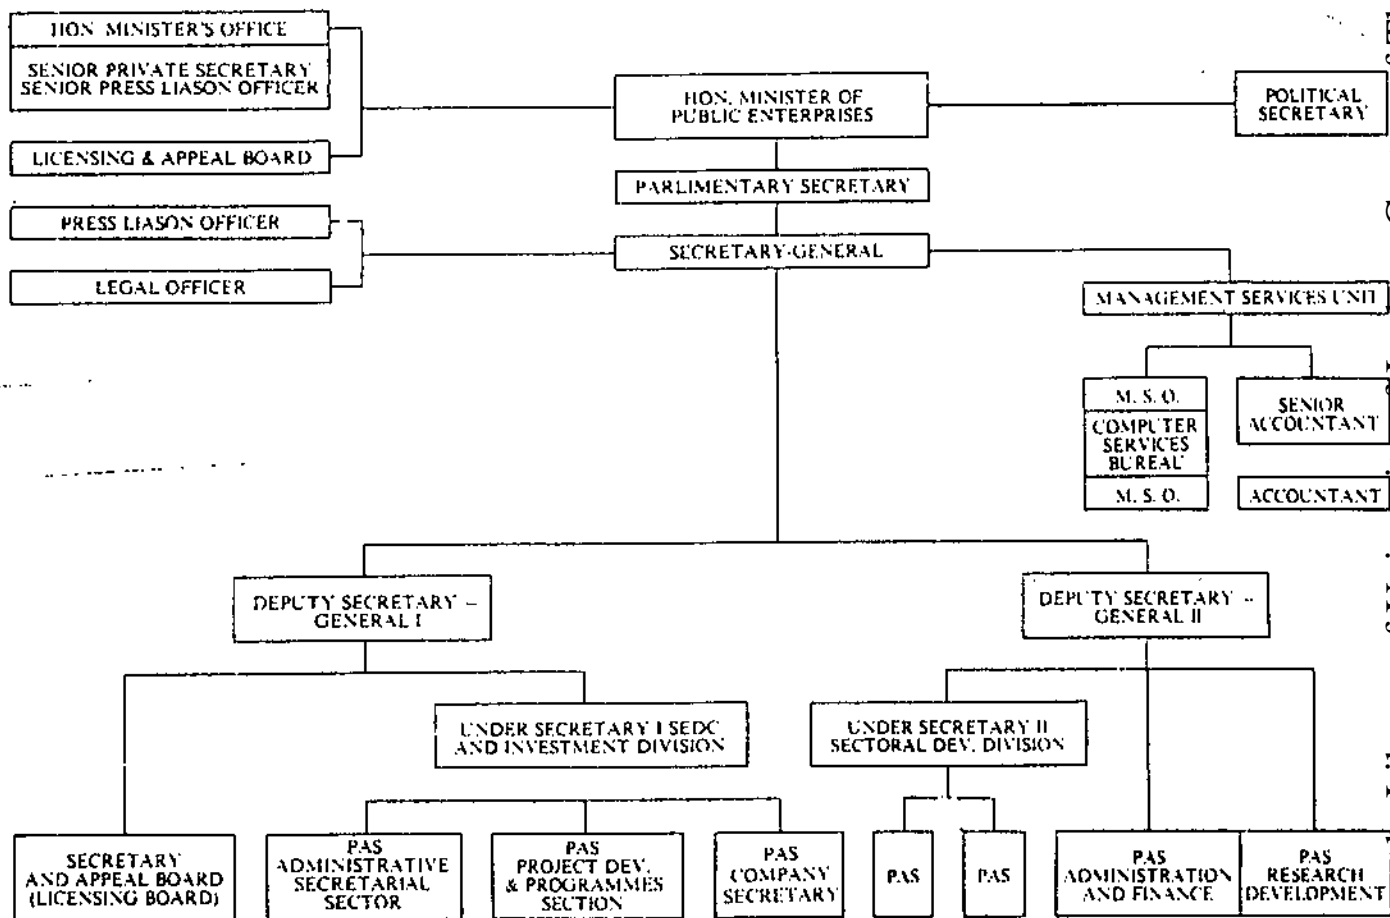 HON. MINISTER'S OFFICE
SENIOR PRIVATE SECRETARY
SENIOR PRESS LIASON OFFICER
LICENSING & APPEAL BOARD
HON. MINISTER OF
PUBLIC ENTERPRISES
POLITICAL
SECRETARY
PARLIMENTARY SECRETARY
PRESS LIASON OFFICER
LEGAL OFFICER
SECRETARY-GENERAL
MANAGEMENT SERVICES UNIT
M. S. O.
COMPUTER
SERVICES
BUREAU
M. S. O.
SENIOR
ACCOUNTANT
ACCOUNTANT
DEPUTY SECRETARY –
GENERAL I
DEPUTY SECRETARY –
GENERAL II
UNDER SECRETARY I SEDC
AND INVESTMENT DIVISION
UNDER SECRETARY II
SECTORAL DEV. DIVISION
SECRETARY
AND APPEAL BOARD
(LICENSING BOARD)
PAS
ADMINISTRATIVE
SECRETARIAL
SECTOR
PAS
PROJECT DEV.
& PROGRAMMES
SECTION
PAS
COMPANY
SECRETARY
PAS
PAS
PAS
ADMINISTRATION
AND FINANCE
PAS
RESEARCH
DEVELOPMENT